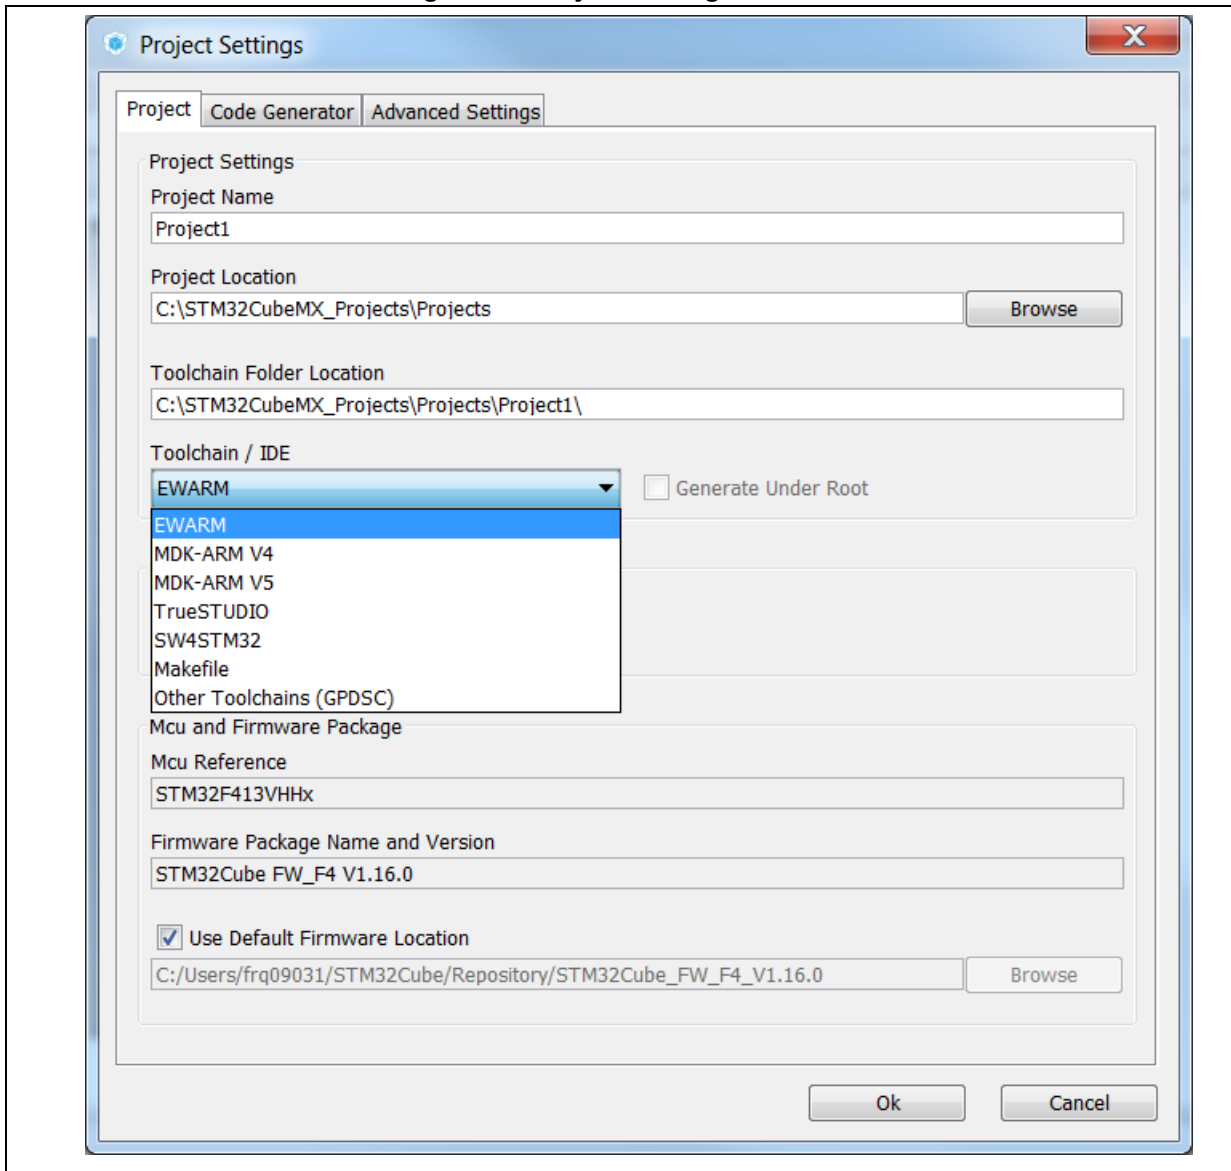 Project Settings
Project
Code Generator
Advanced Settings
Project Settings
Project Name
Project1
Project Location
C:\STM32CubeMX_Projects\Projects
Browse
Toolchain Folder Location
C:\STM32CubeMX_Projects\Projects\Project1\
Toolchain / IDE
EWARM
Generate Under Root
EWARM
MDK-ARM V4
MDK-ARM V5
TrueSTUDIO
SW4STM32
Makefile
Other Toolchains (GPDSC)
Mcu and Firmware Package
Mcu Reference
STM32F413VHHx
Firmware Package Name and Version
STM32Cube FW_F4 V1.16.0
Use Default Firmware Location
C:/Users/frq09031/STM32Cube/Repository/STM32Cube_FW_F4_V1.16.0
Browse
Ok
Cancel